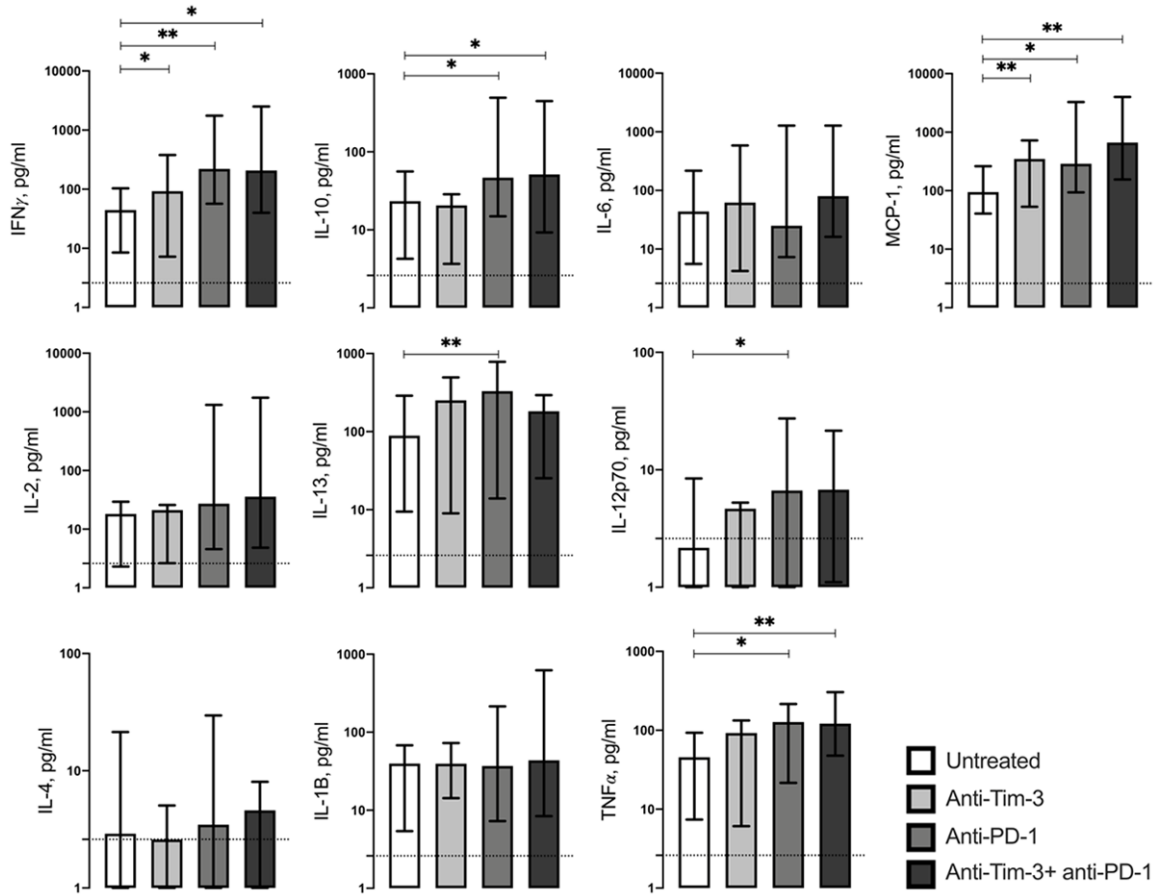 * ** *
IFNγ, pg/ml
10000
1000
100
10
1
* *
IL-10, pg/ml
1000
100
10
1
IL-6, pg/ml
10000
1000
100
10
1
** * **
MCP-1, pg/ml
10000
1000
100
10
1
IL-2, pg/ml
10000
1000
100
10
1
**
IL-13, pg/ml
1000
100
10
1
*
IL-12p70, pg/ml
100
10
1
IL-4, pg/ml
100
10
1
IL-1B, pg/ml
1000
100
10
1
** *
TNFα, pg/ml
1000
100
10
1
Untreated
Anti-Tim-3
Anti-PD-1
Anti-Tim-3+ anti-PD-1